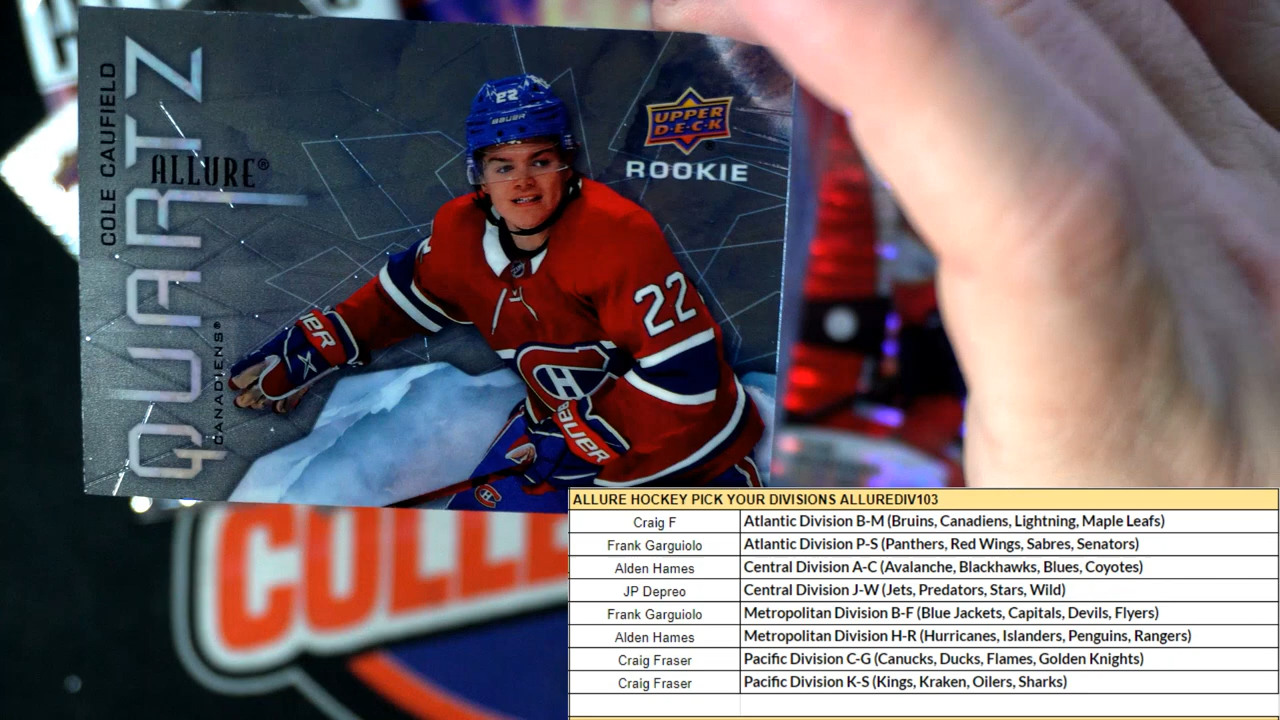 COLE CAUFIELD
QUARTZ
ALLURE®
CANADIENS®
22
BAUER
UPPER
D·E·C·K
ROOKIE
22
BAUER
COLLE
ALLURE HOCKEY PICK YOUR DIVISIONS ALLUREDIV103
Craig F Atlantic Division B-M (Bruins, Canadiens, Lightning, Maple Leafs)
Frank Garguiolo Atlantic Division P-S (Panthers, Red Wings, Sabres, Senators)
Alden Hames Central Division A-C (Avalanche, Blackhawks, Blues, Coyotes)
JP Depreo Central Division J-W (Jets, Predators, Stars, Wild)
Frank Garguiolo Metropolitan Division B-F (Blue Jackets, Capitals, Devils, Flyers)
Alden Hames Metropolitan Division H-R (Hurricanes, Islanders, Penguins, Rangers)
Craig Fraser Pacific Division C-G (Canucks, Ducks, Flames, Golden Knights)
Craig Fraser Pacific Division K-S (Kings, Kraken, Oilers, Sharks)